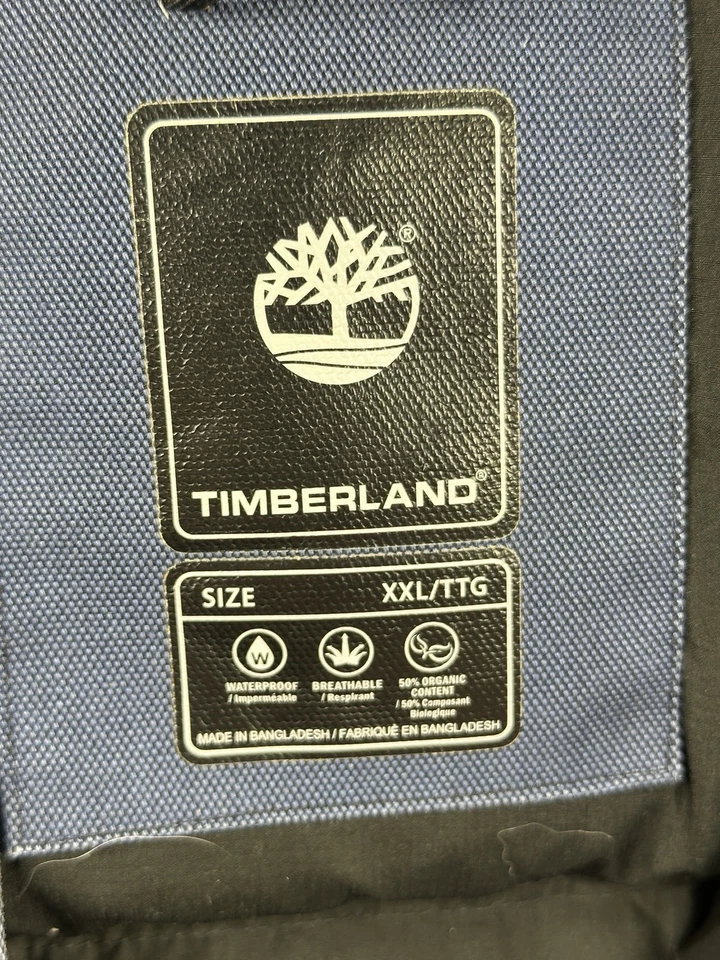 ®
TIMBERLAND®
SIZE XXL/TTG
W
WATERPROOF
/ Imperméable
BREATHABLE
/ Respirant
50% ORGANIC
CONTENT
/ 50% Composant
Biologique
MADE IN BANGLADESH / FABRIQUÉ EN BANGLADESH